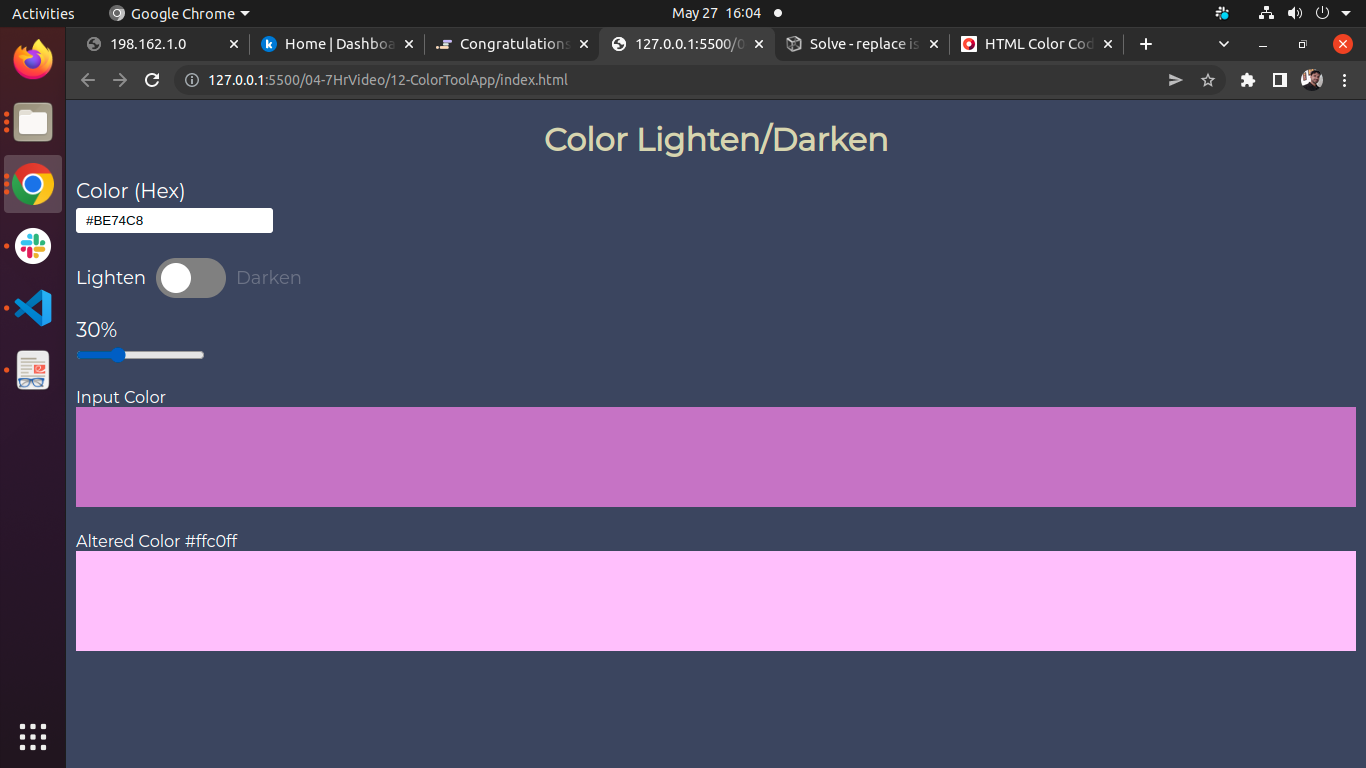 Activities Google Chrome May 27 16:04
198.162.1.0 Home | Dashboa Congratulations 127.0.0.1:5500/0 Solve - replace is HTML Color Cod
127.0.0.1:5500/04-7HrVideo/12-ColorToolApp/index.html
Color Lighten/Darken
Color (Hex)
#BE74C8
Lighten Darken
30%
Input Color
Altered Color #ffc0ff